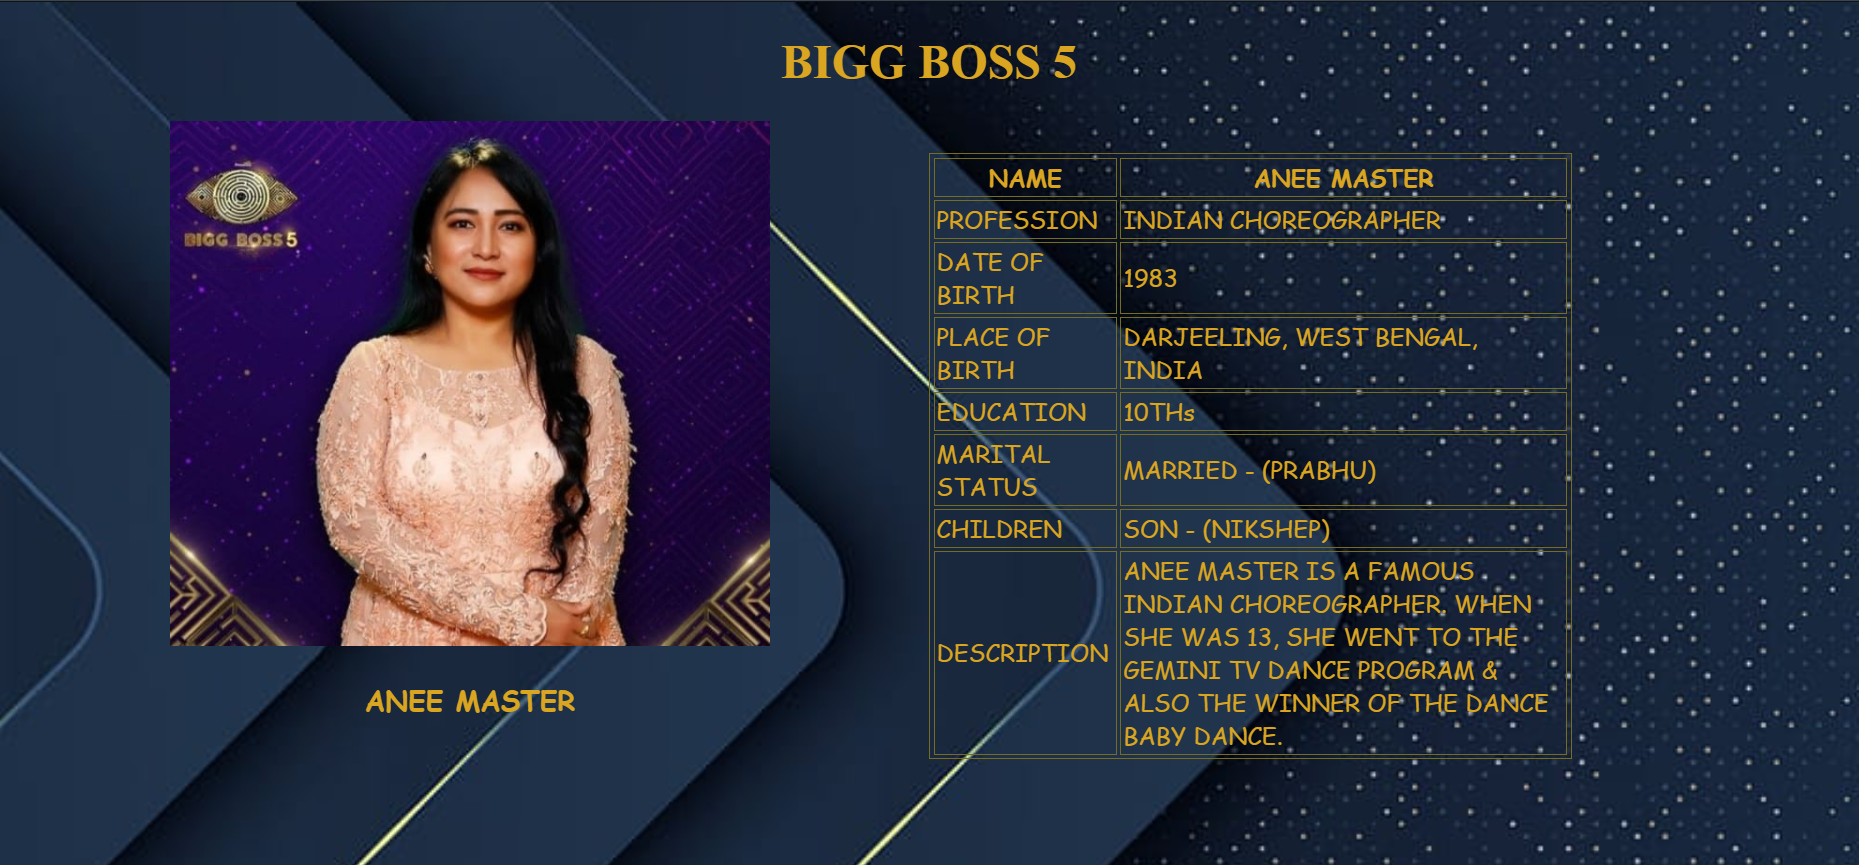 BIGG BOSS 5
BIGG BOSS 5
ANEE MASTER
NAME ANEE MASTER
PROFESSION INDIAN CHOREOGRAPHER
DATE OF
BIRTH
1983
PLACE OF
BIRTH
DARJEELING, WEST BENGAL,
INDIA
EDUCATION 10THs
MARITAL
STATUS
MARRIED - (PRABHU)
CHILDREN SON - (NIKSHEP)
DESCRIPTION
ANEE MASTER IS A FAMOUS
INDIAN CHOREOGRAPHER. WHEN
SHE WAS 13, SHE WENT TO THE
GEMINI TV DANCE PROGRAM &
ALSO THE WINNER OF THE DANCE
BABY DANCE.